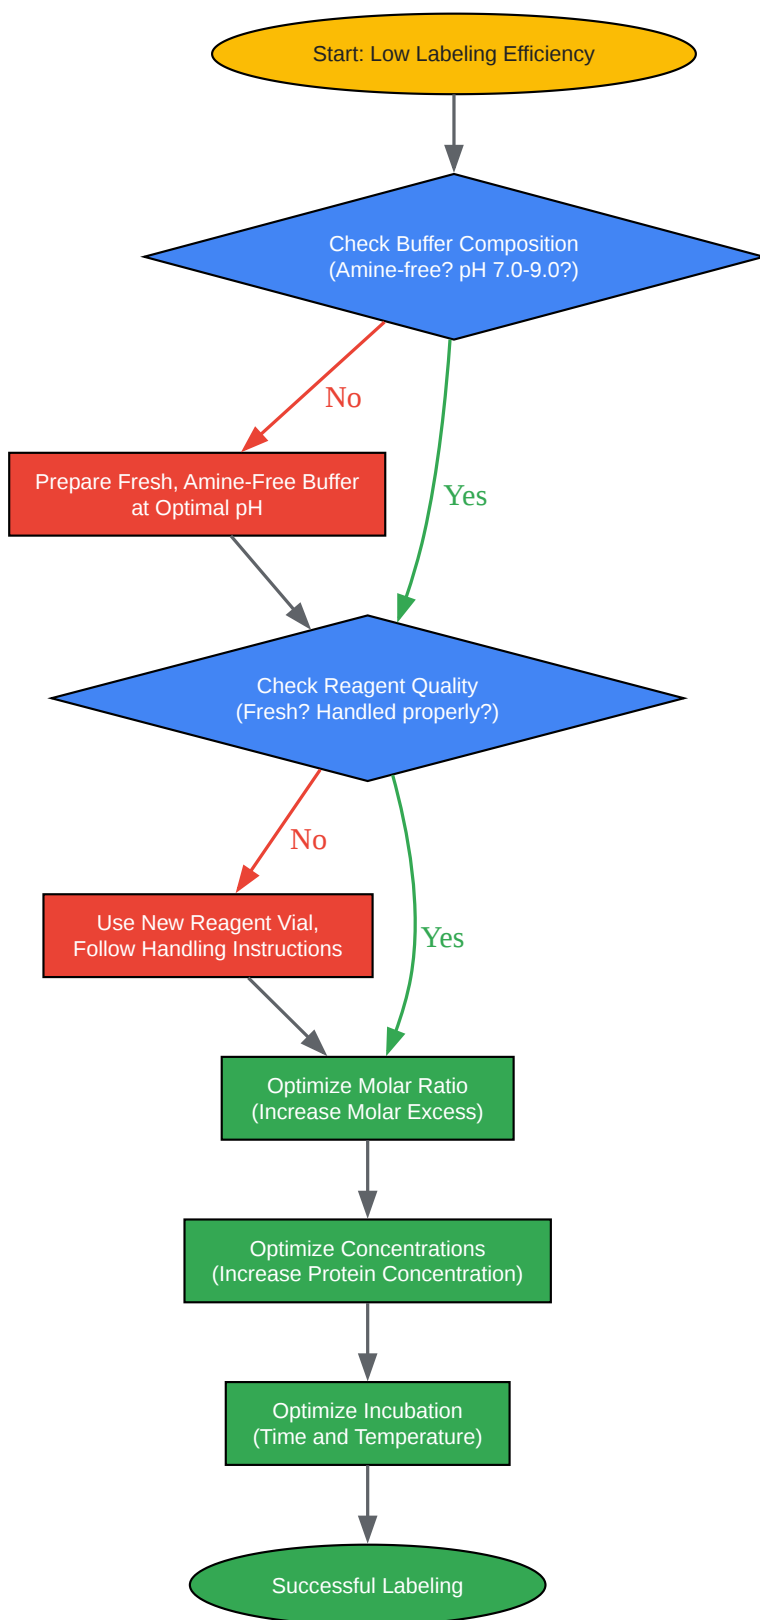 Start: Low Labeling Efficiency
Check Buffer Composition
(Amine-free? pH 7.0-9.0?)
No
Prepare Fresh, Amine-Free Buffer
at Optimal pH
Yes
Check Reagent Quality
(Fresh? Handled properly?)
No
Use New Reagent Vial,
Follow Handling Instructions
Yes
Optimize Molar Ratio
(Increase Molar Excess)
Optimize Concentrations
(Increase Protein Concentration)
Optimize Incubation
(Time and Temperature)
Successful Labeling